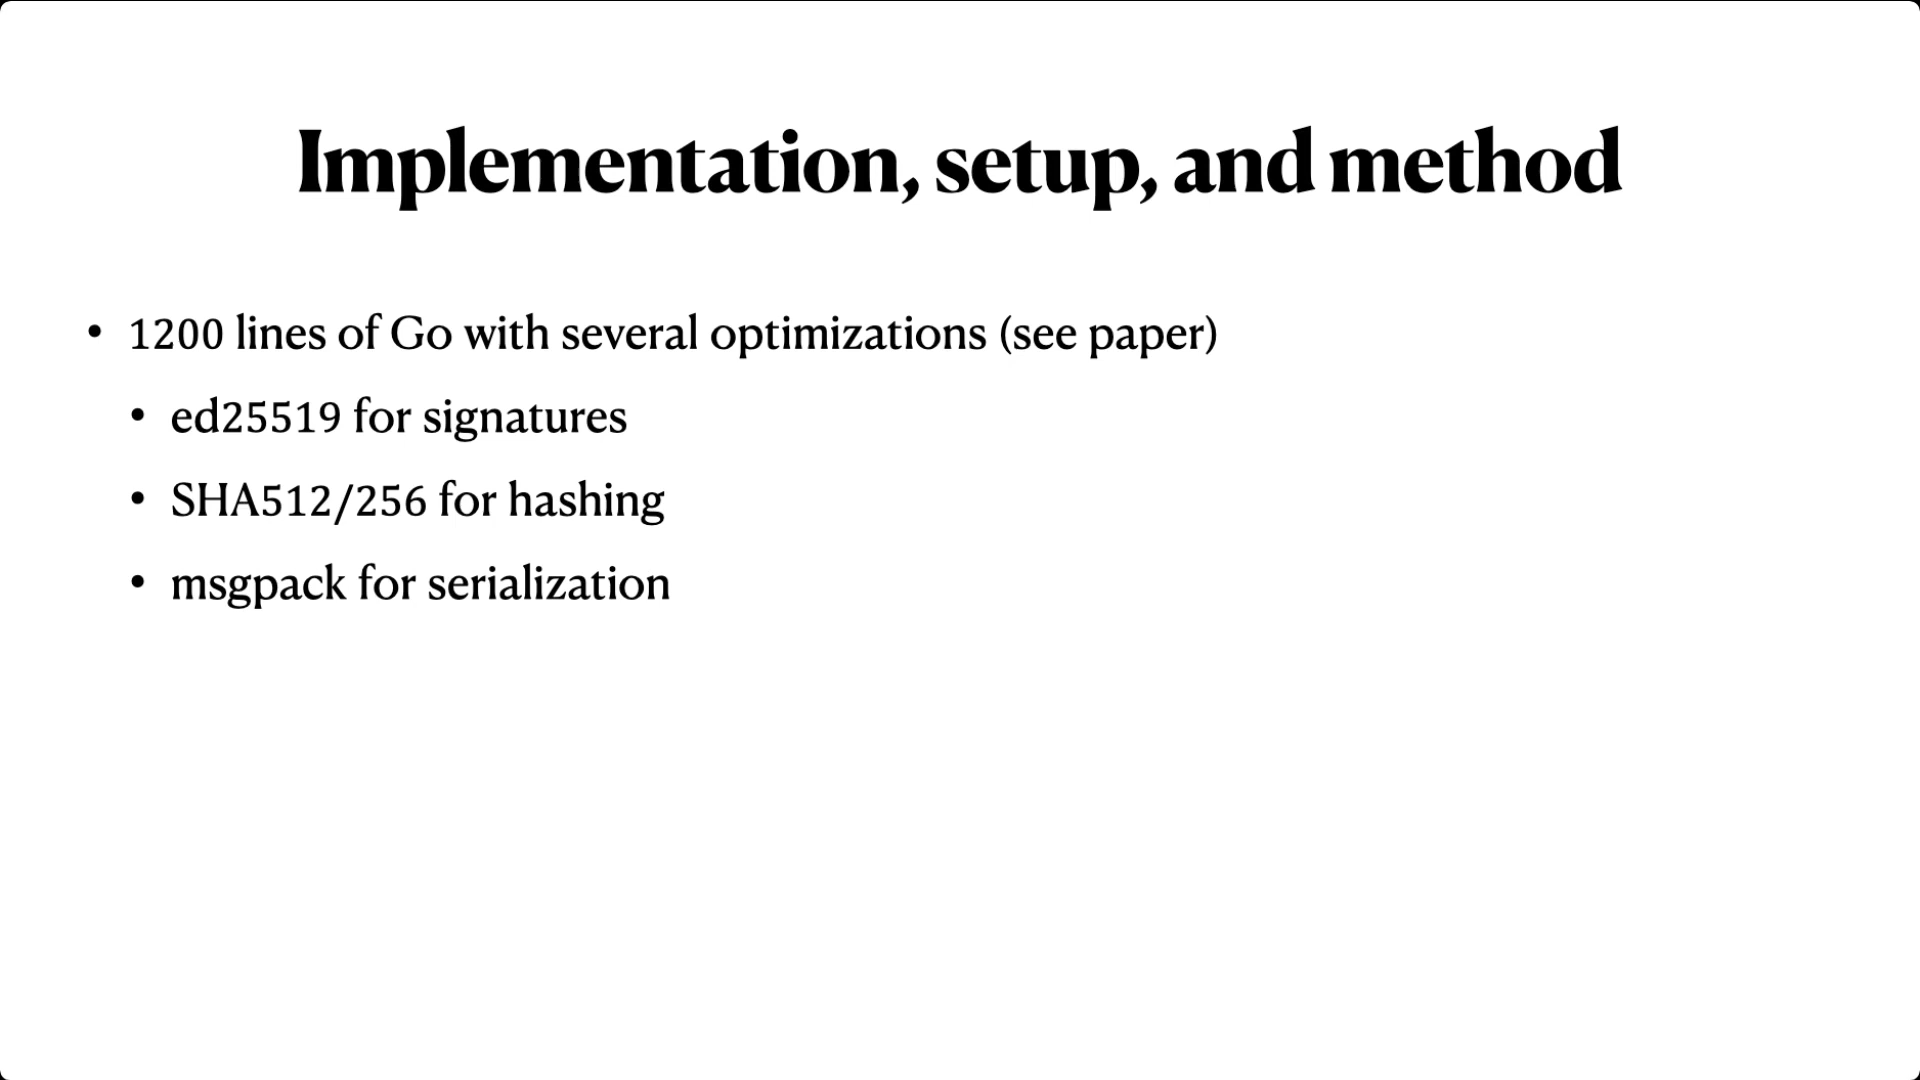 Implementation, setup, and method
• 1200 lines of Go with several optimizations (see paper)
• ed25519 for signatures
• SHA512/256 for hashing
• msgpack for serialization